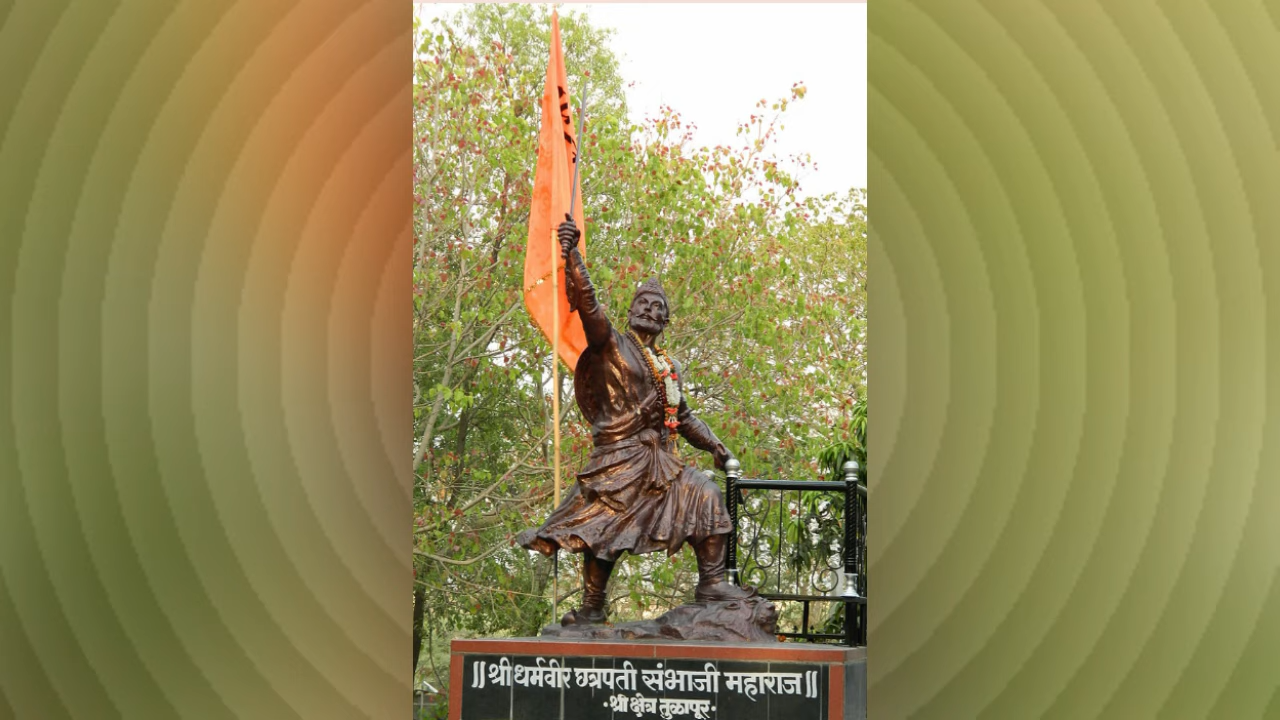 ॥ श्री धर्मवीर छत्रपती संभाजी महाराज ॥
· श्री क्षेत्र तुळापूर ·